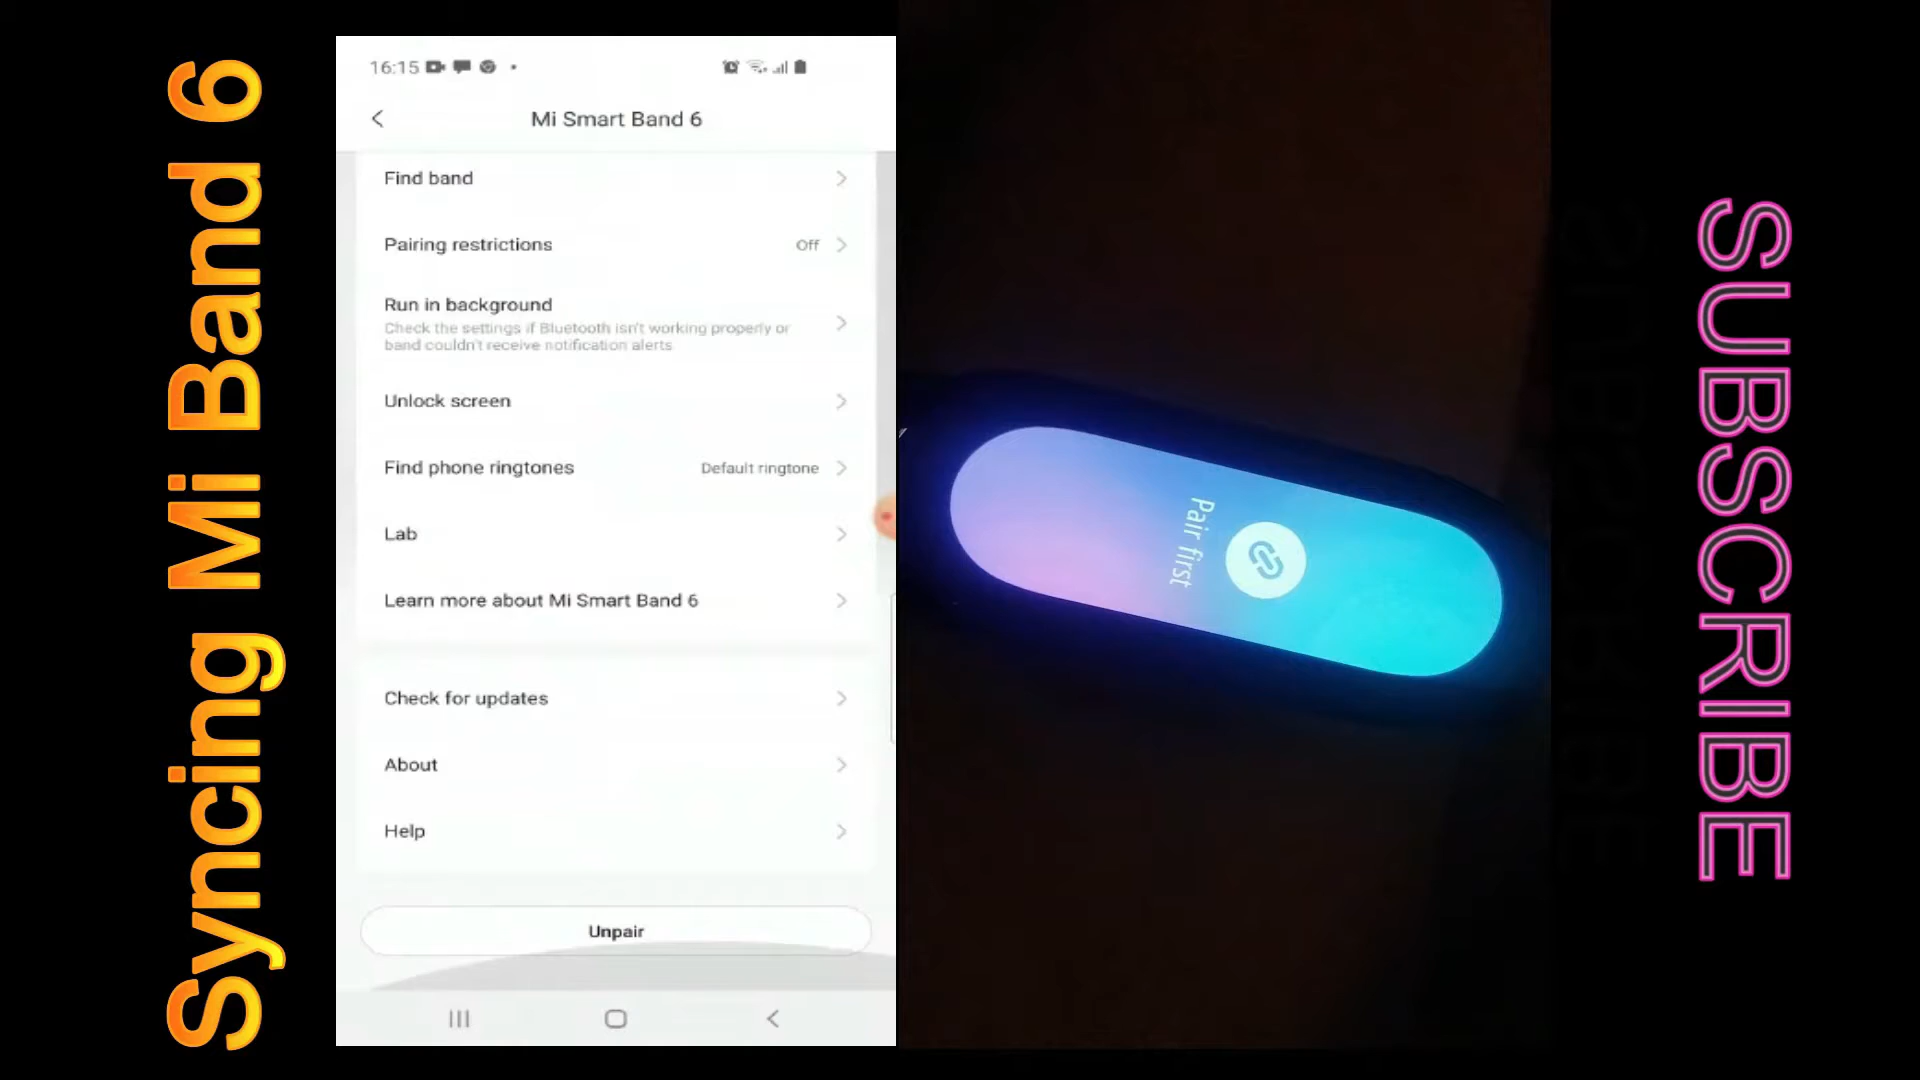 Syncing Mi Band 6
16:15
Mi Smart Band 6
Find band
Pairing restrictions Off
Run in background
Check the settings if Bluetooth isn't working properly or
band couldn't receive notification alerts
Unlock screen
Find phone ringtones Default ringtone
Lab
Learn more about Mi Smart Band 6
Check for updates
About
Help
Unpair
Pair first
SUBSCRIBE